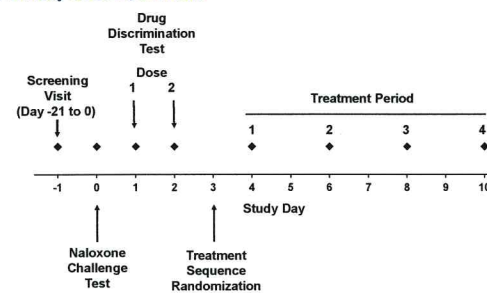 Drug
Discrimination
Test
Dose
1 2
Screening
Visit
(Day -21 to 0)
Treatment Period
1 2 3 4
-1 0 1 2 3 4 5 6 7 8 9 10
Study Day
Naloxone
Challenge
Test
Treatment
Sequence
Randomization